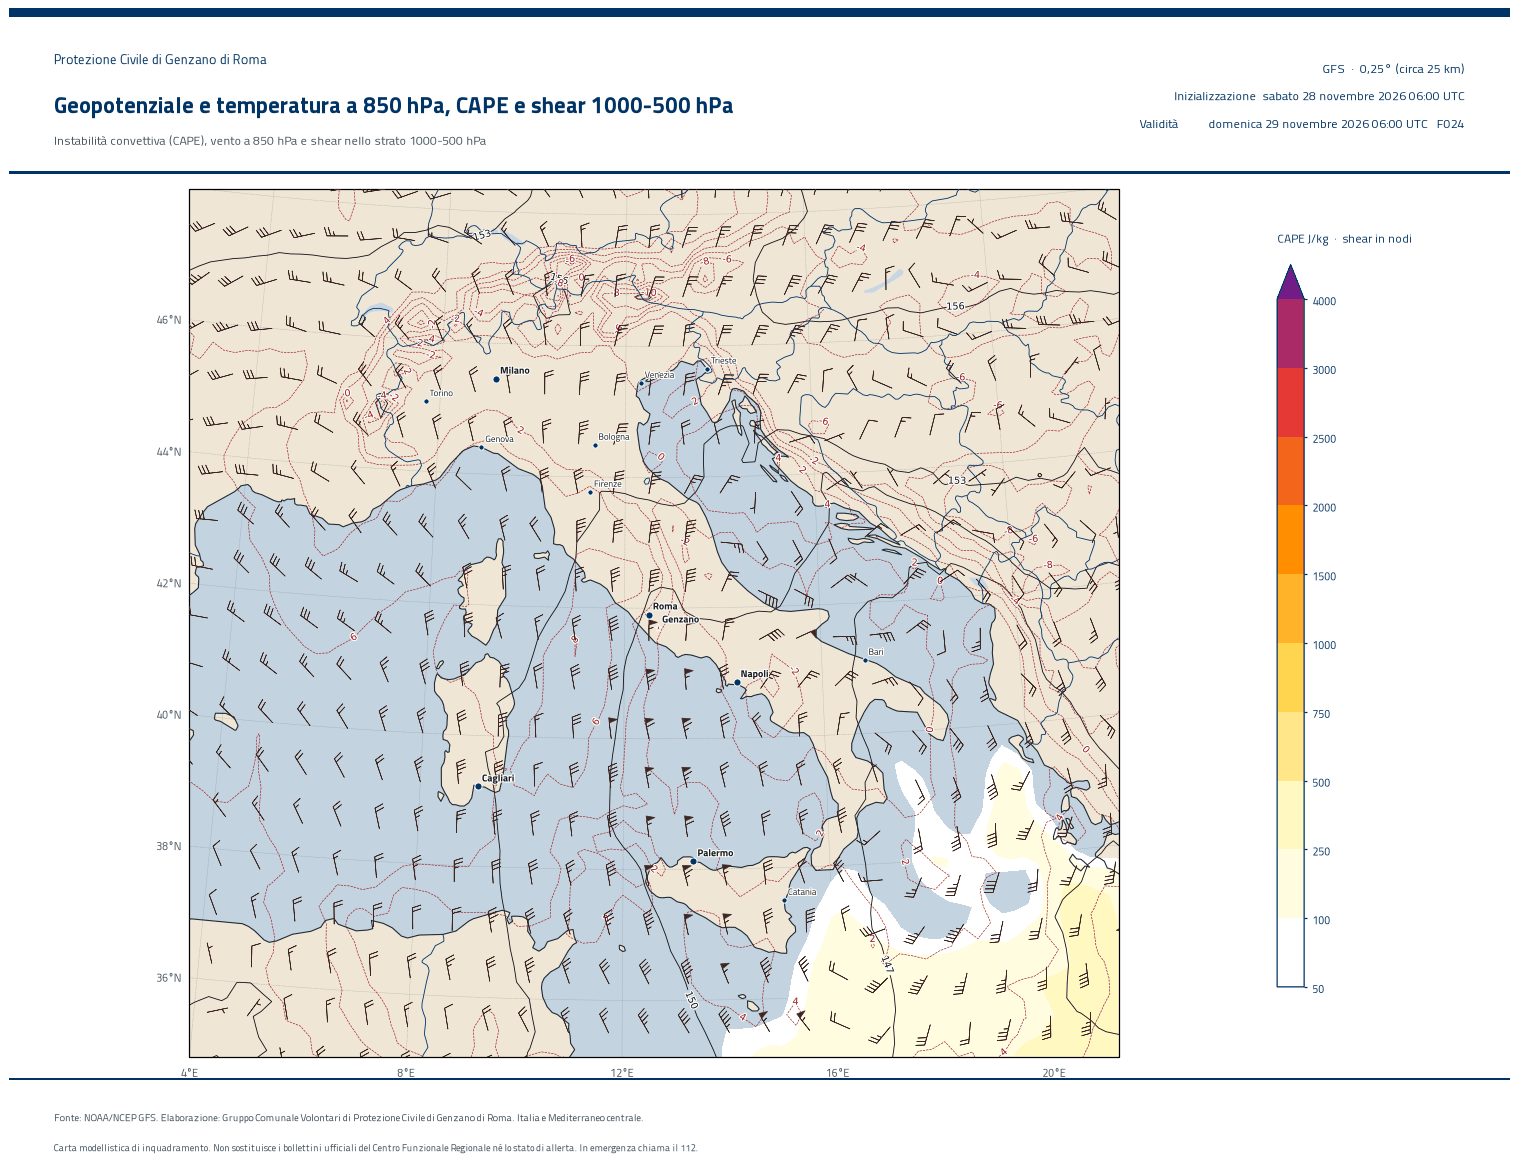 Protezione Civile di Genzano di Roma
Geopotenziale e temperatura a 850 hPa, CAPE e shear 1000-500 hPa
Instabilità convettiva (CAPE), vento a 850 hPa e shear nello strato 1000-500 hPa
GFS · 0,25° (circa 25 km)
Inizializzazione sabato 28 novembre 2026 06:00 UTC
Validità domenica 29 novembre 2026 06:00 UTC F024
CAPE J/kg · shear in nodi
4000
3000
2500
2000
1500
1000
750
500
250
100
50
46°N
44°N
42°N
40°N
38°N
36°N
4°E
8°E
12°E
16°E
20°E
153
156
153
150
147
Milano
Torino
Venezia
Trieste
Genova
Bologna
Firenze
Roma
Genzano
Napoli
Bari
Cagliari
Palermo
Catania
Fonte: NOAA/NCEP GFS. Elaborazione: Gruppo Comunale Volontari di Protezione Civile di Genzano di Roma. Italia e Mediterraneo centrale.
Carta modellistica di inquadramento. Non sostituisce i bollettini ufficiali del Centro Funzionale Regionale né lo stato di allerta. In emergenza chiama il 112.